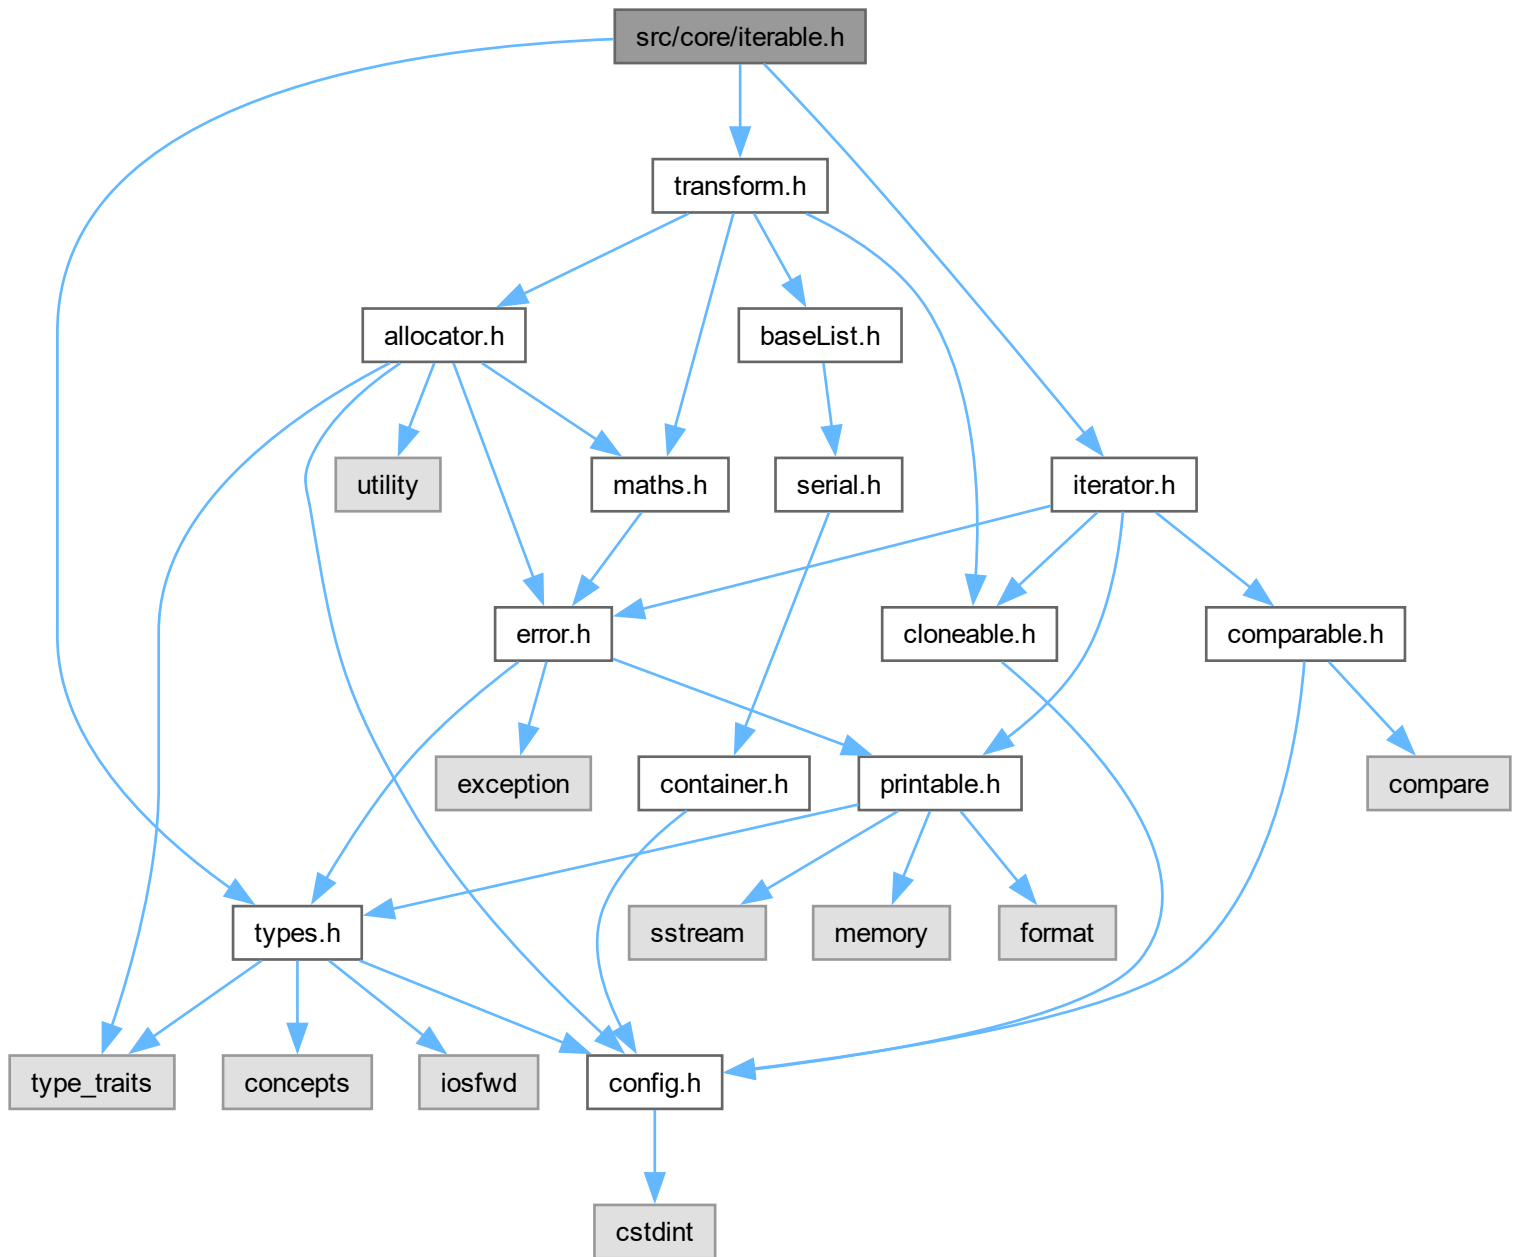 src/core/iterable.h
transform.h
allocator.h
baseList.h
utility
maths.h
serial.h
iterator.h
error.h
cloneable.h
comparable.h
exception
container.h
printable.h
compare
types.h
sstream
memory
format
type_traits
concepts
iosfwd
config.h
cstdint